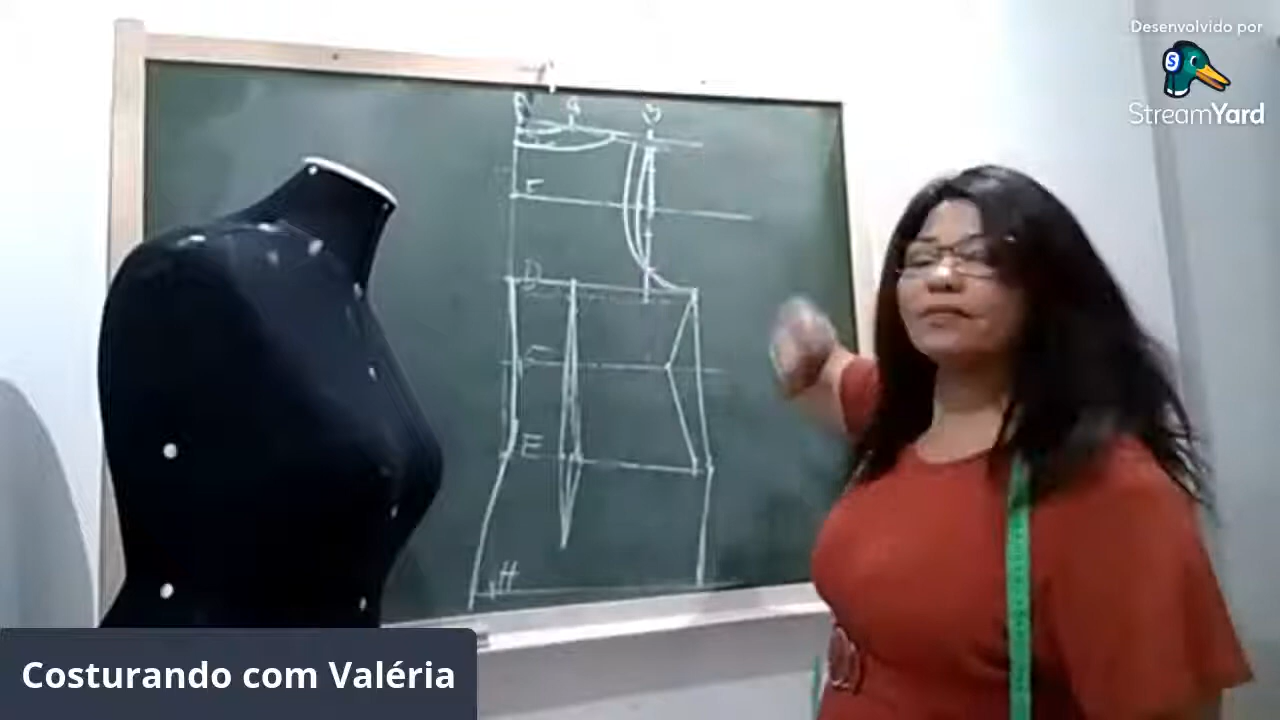 Desenvolvido por
S
StreamYard
F
D
C
E
H
Costurando com Valéria